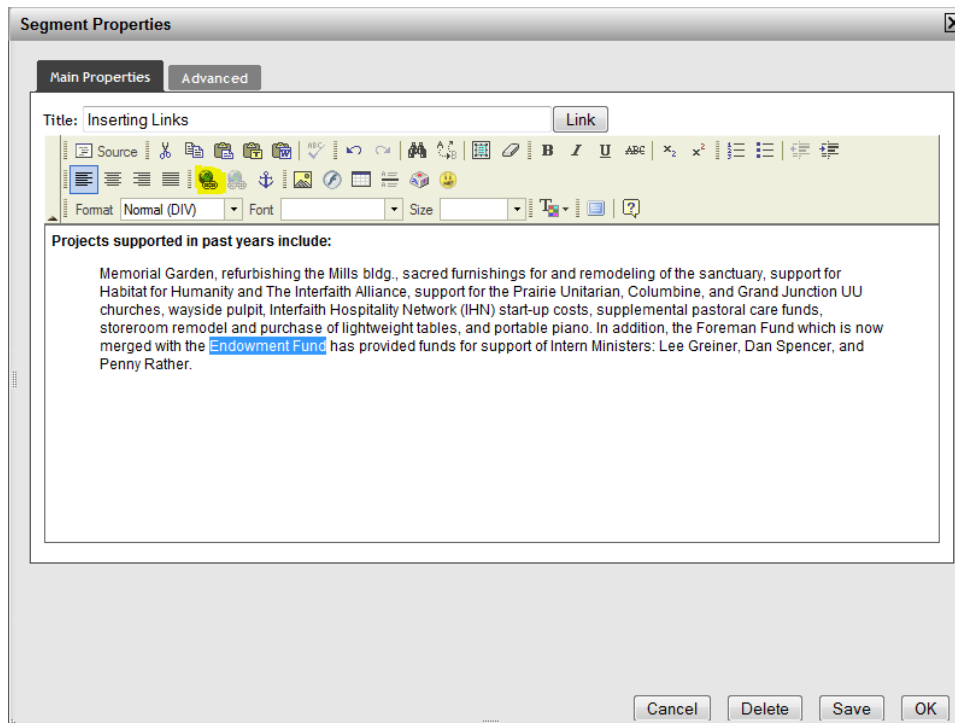 Segment Properties
Main Properties Advanced
Title: Inserting Links Link
Source ABC B I U ABC x₂ x²
Format Normal (DIV) Font Size
Projects supported in past years include:
Memorial Garden, refurbishing the Mills bldg., sacred furnishings for and remodeling of the sanctuary, support for
Habitat for Humanity and The Interfaith Alliance, support for the Prairie Unitarian, Columbine, and Grand Junction UU
churches, wayside pulpit, Interfaith Hospitality Network (IHN) start-up costs, supplemental pastoral care funds,
storeroom remodel and purchase of lightweight tables, and portable piano. In addition, the Foreman Fund which is now
merged with the Endowment Fund has provided funds for support of Intern Ministers: Lee Greiner, Dan Spencer, and
Penny Rather.
Cancel Delete Save OK